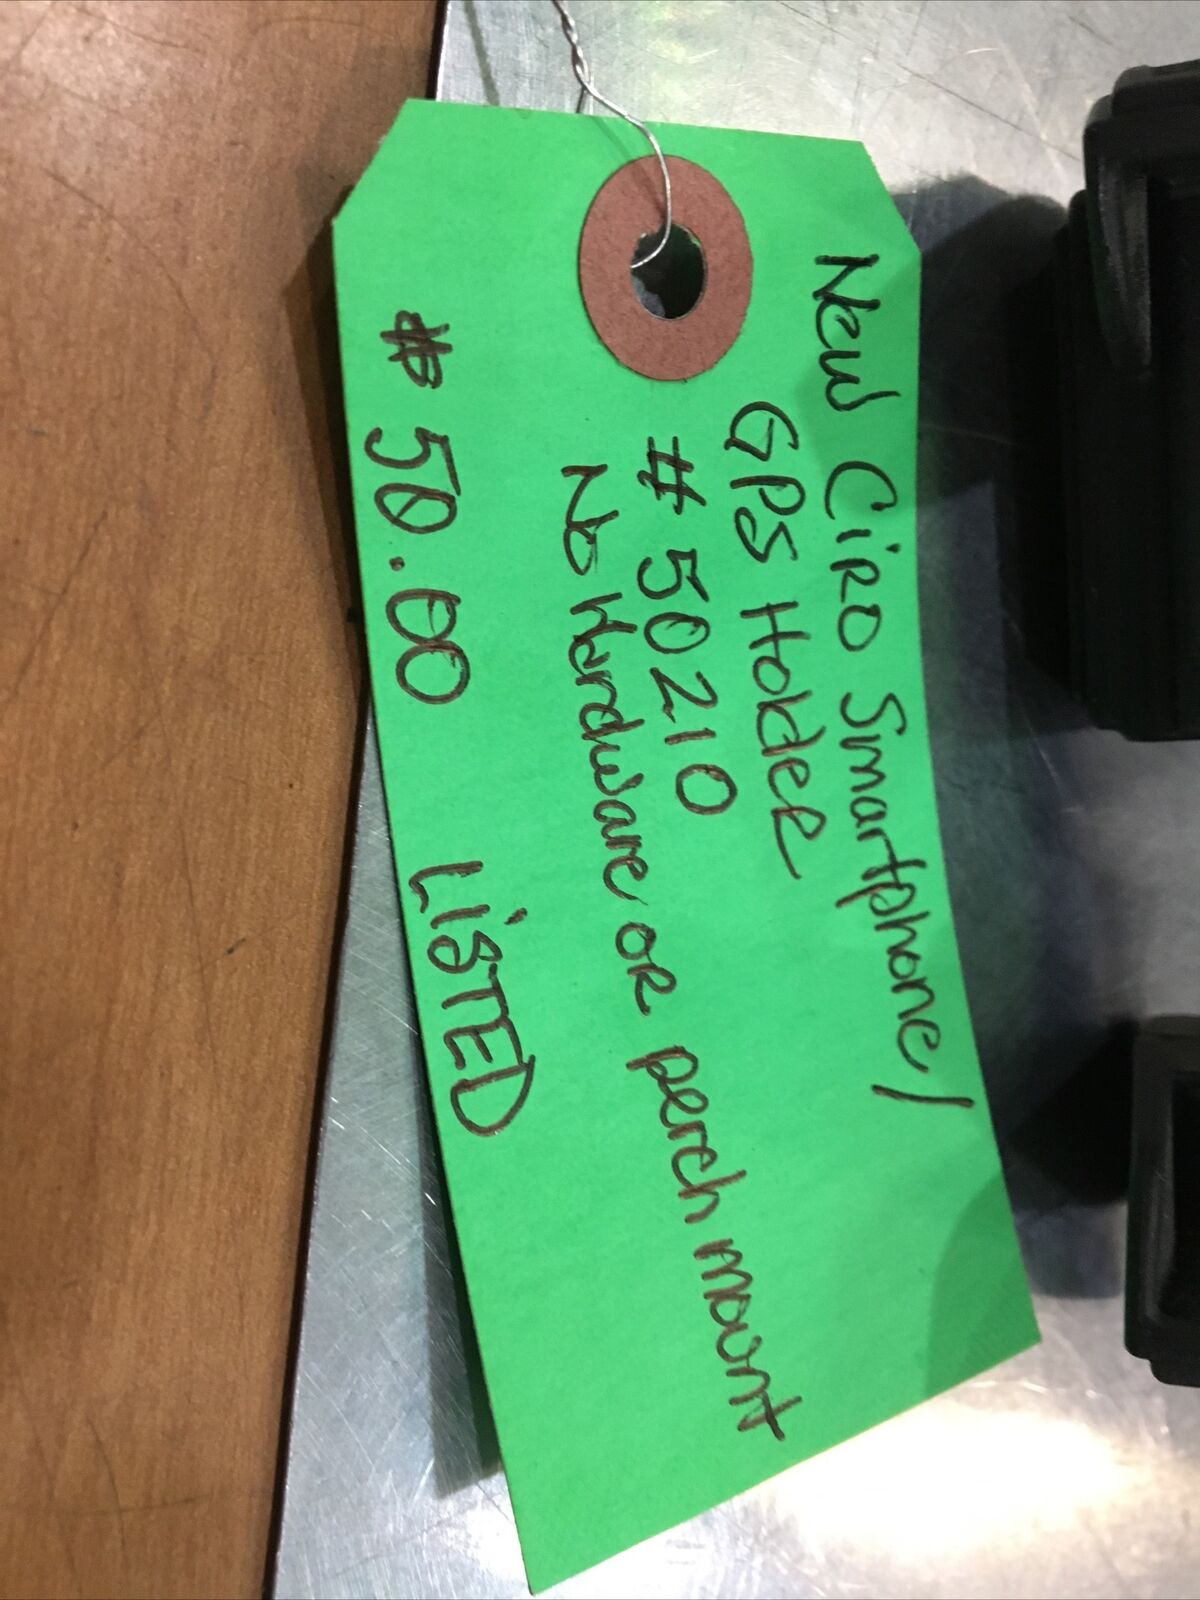 New Ciro Smartphone/
GPS Holder
# 50210
No Hardware or perch mount
$ 50.00 LiSTED